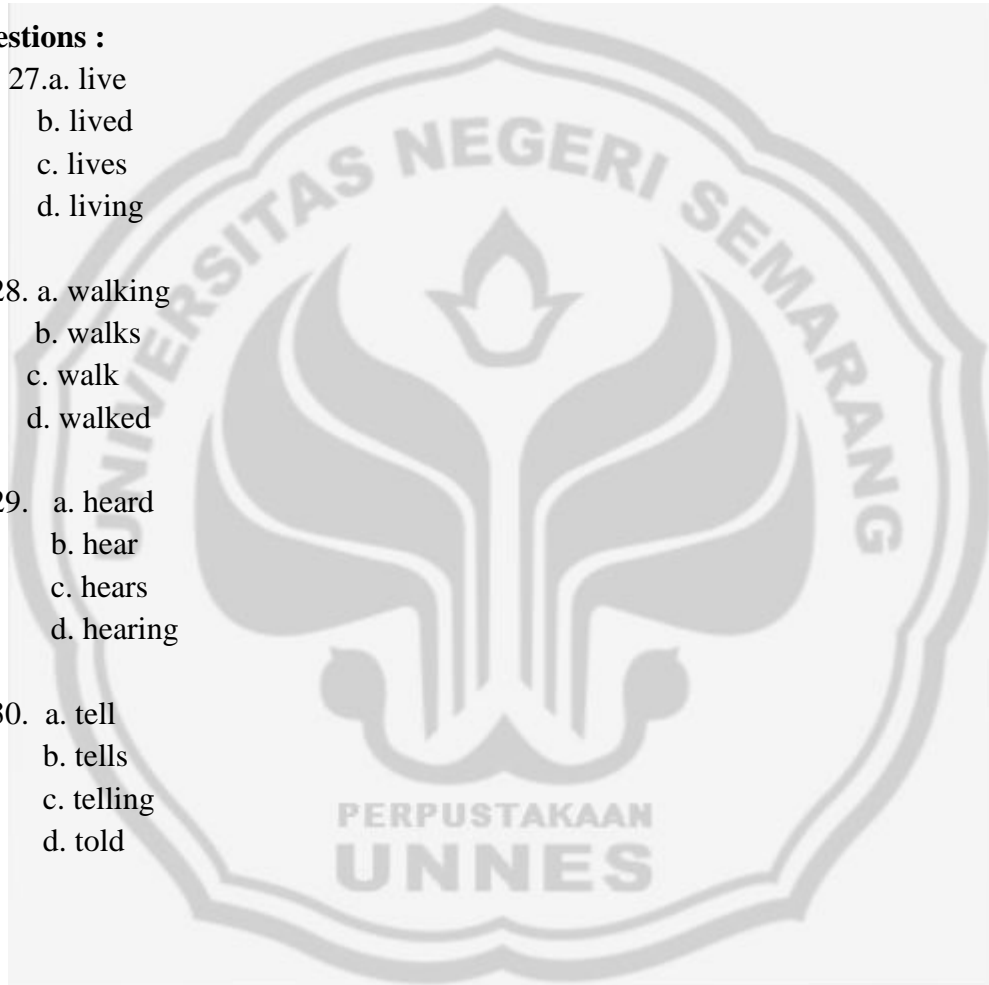 estions :
27.a. live
b. lived
c. lives
d. living
28. a. walking
b. walks
c. walk
d. walked
29. a. heard
b. hear
c. hears
d. hearing
30. a. tell
b. tells
c. telling
d. told
UNIVERSITAS NEGERI SEMARANG
PERPUSTAKAAN
UNNES